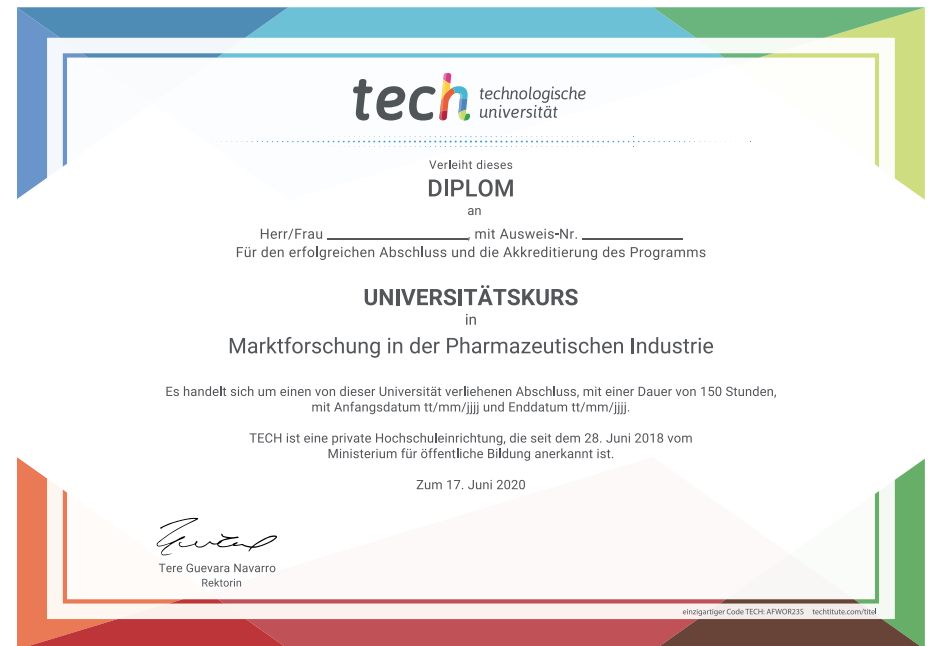 tech technologische
universität
Verleiht dieses
DIPLOM
an
Herr/Frau ____________________, mit Ausweis-Nr. ______________
Für den erfolgreichen Abschluss und die Akkreditierung des Programms
UNIVERSITÄTSKURS
in
Marktforschung in der Pharmazeutischen Industrie
Es handelt sich um einen von dieser Universität verliehenen Abschluss, mit einer Dauer von 150 Stunden,
mit Anfangsdatum tt/mm/jjjj und Enddatum tt/mm/jjjj.
TECH ist eine private Hochschuleinrichtung, die seit dem 28. Juni 2018 vom
Ministerium für öffentliche Bildung anerkannt ist.
Zum 17. Juni 2020
Tere Guevara Navarro
Rektorin
einzigartiger Code TECH: AFWOR23S techtitute.com/titel